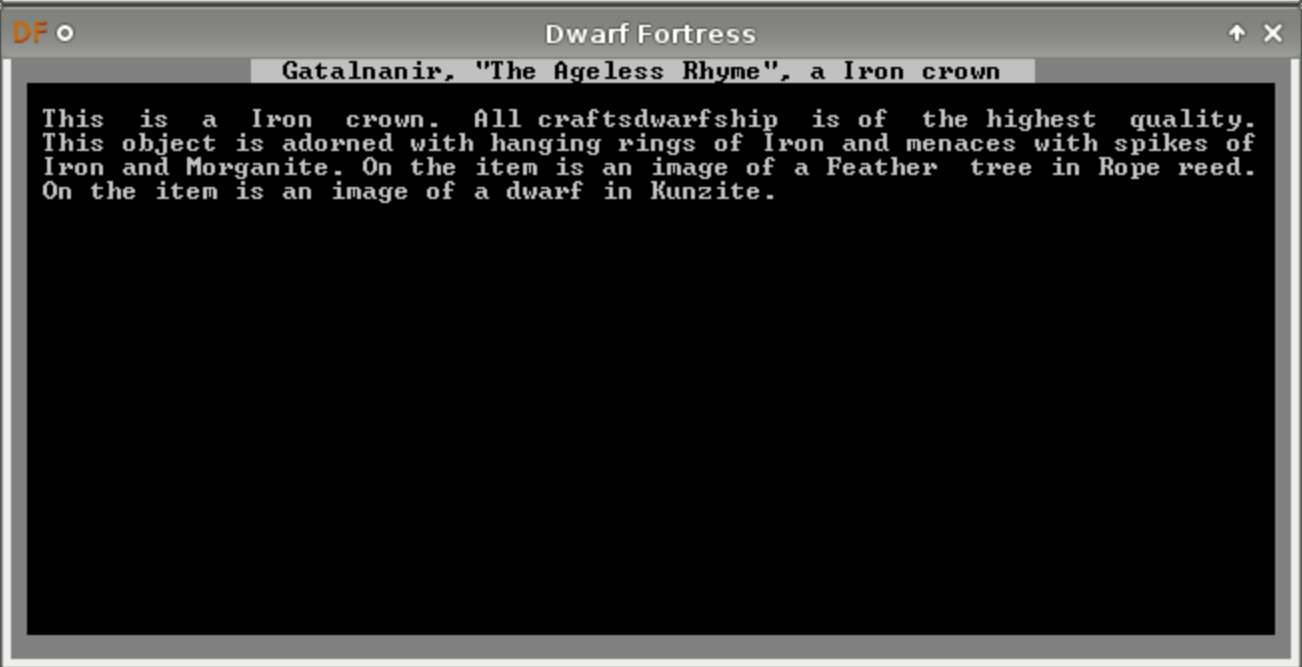 DF Dwarf Fortress
Gatalnanir, "The Ageless Rhyme", a Iron crown
This is a Iron crown. All craftsdwarfship is of the highest quality.
This object is adorned with hanging rings of Iron and menaces with spikes of
Iron and Morganite. On the item is an image of a Feather tree in Rope reed.
On the item is an image of a dwarf in Kunzite.